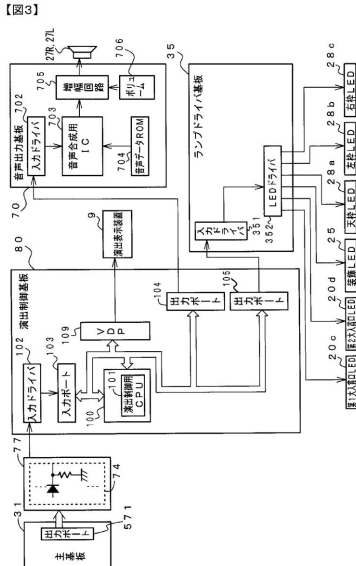 【図3】
27R,27L
702
入力ドライバ
705
増幅回路
706
ボリューム
703
音声合成用IC
704
音声データROM
音声出力基板
70
35
ランプドライバ基板
入力ドライバ
351
LEDドライバ
352
28c
右枠LED
28b
左枠LED
28a
天枠LED
25
装飾LED
20d
第2大入賞口LED
20c
第1大入賞口LED
9
演出表示装置
80
演出制御基板
104
出力ポート
105
出力ポート
109
VDP
102
入力ドライバ
103
入力ポート
101
演出制御用CPU
100
77
74
31
主基板
出力ポート
571